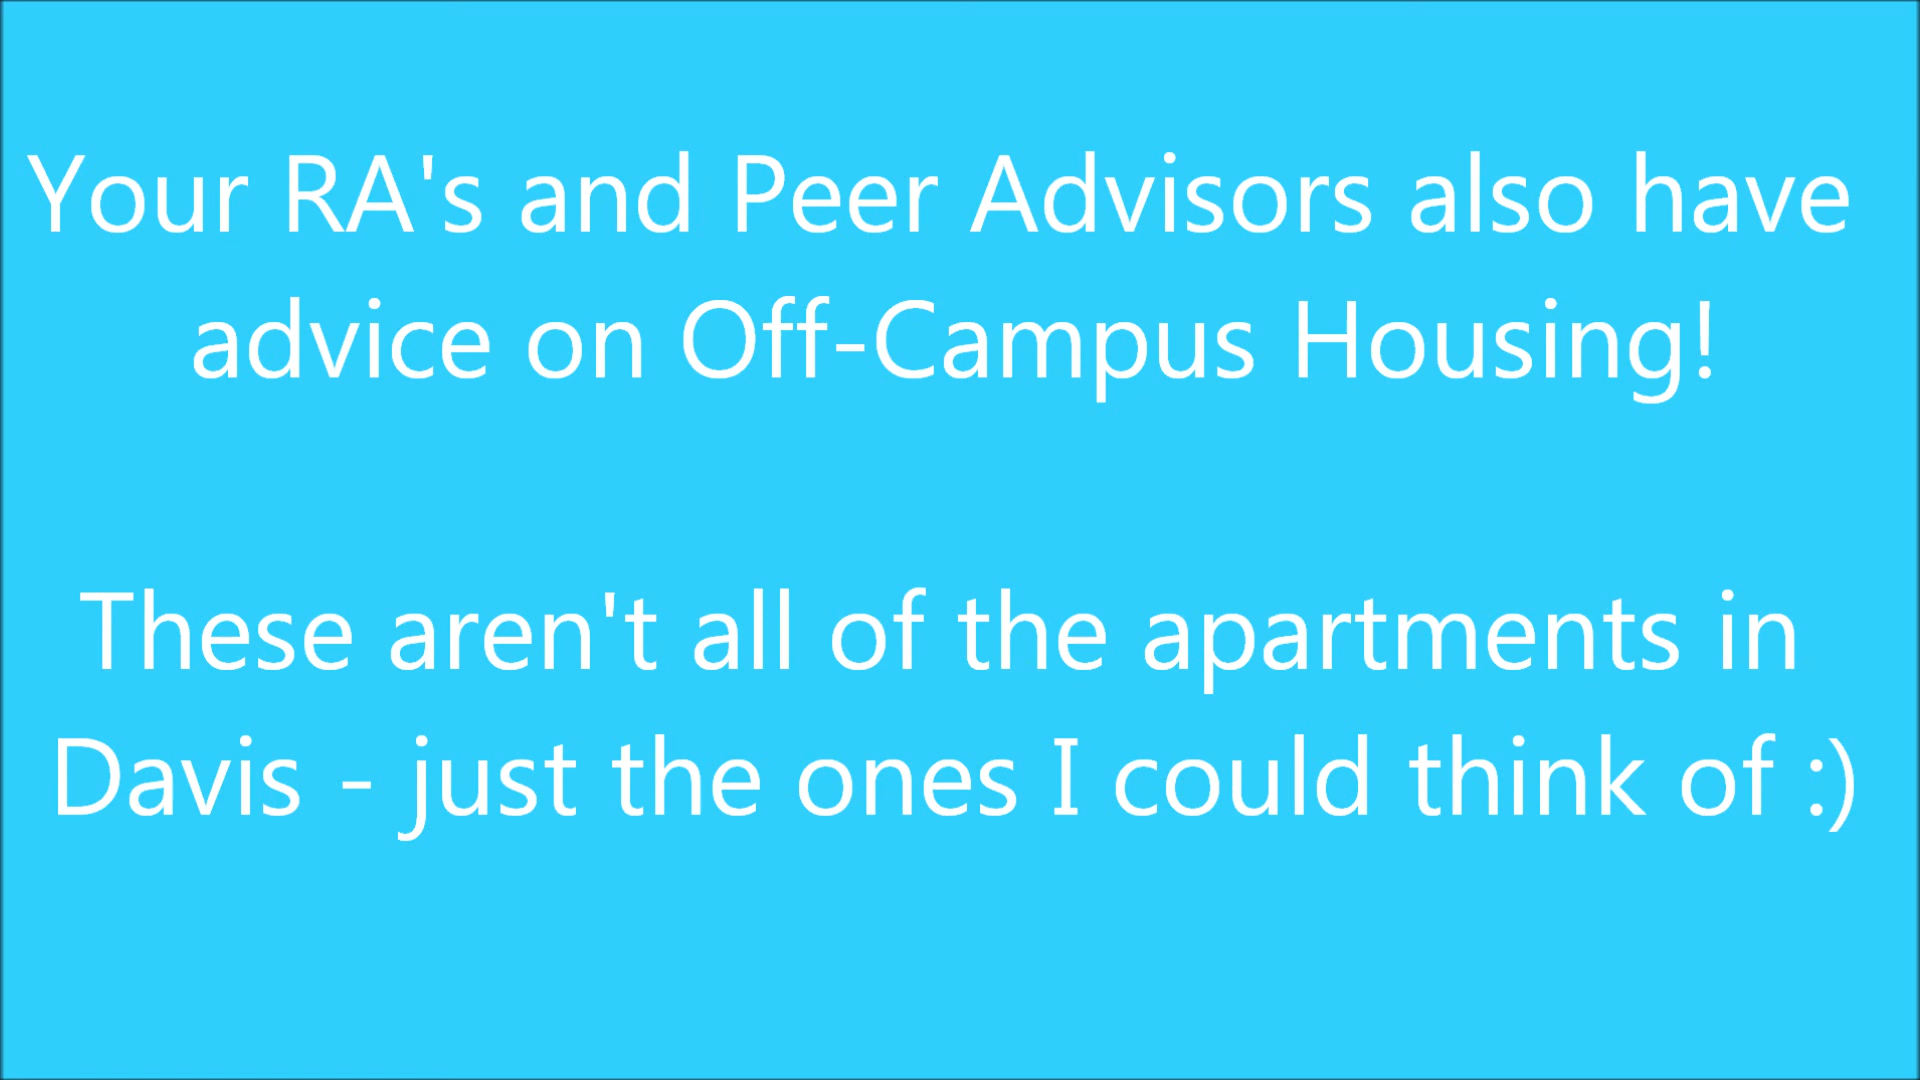 Your RA's and Peer Advisors also have
advice on Off-Campus Housing!
These aren't all of the apartments in
Davis - just the ones I could think of :)